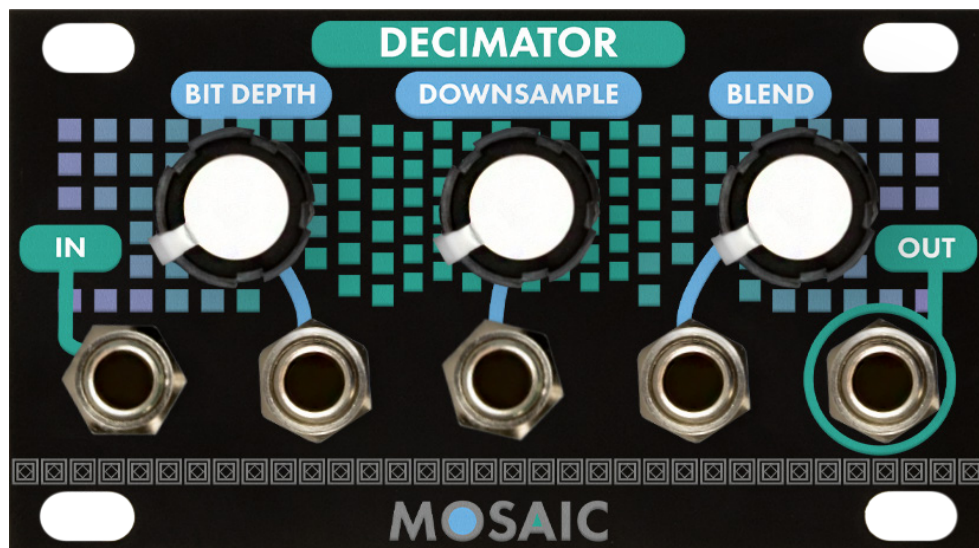 DECIMATOR
BIT DEPTH
DOWNSAMPLE
BLEND
IN
OUT
MOSAIC